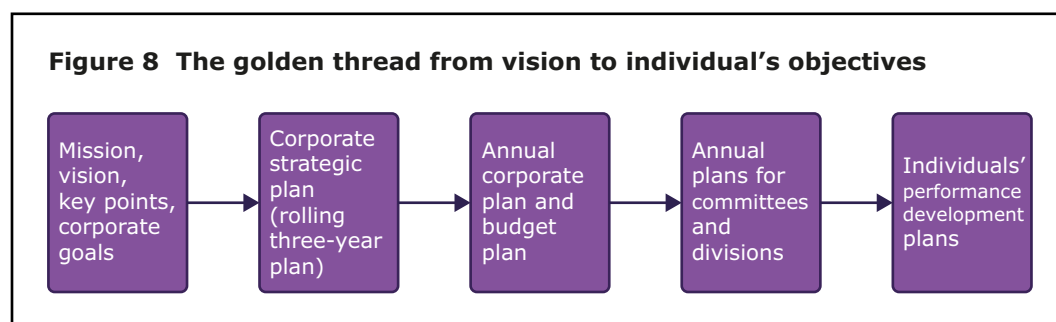 Figure 8  The golden thread from vision to individual’s objectives
Mission,
vision,
key points,
corporate
goals
Corporate
strategic
plan
(rolling
three-year
plan)
Annual
corporate
plan and
budget
plan
Annual
plans for
committees
and
divisions
Individuals’
performance
development
plans